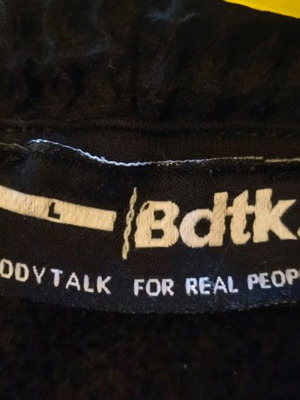 L Bdtk.
ODYTALK FOR REAL PEOP